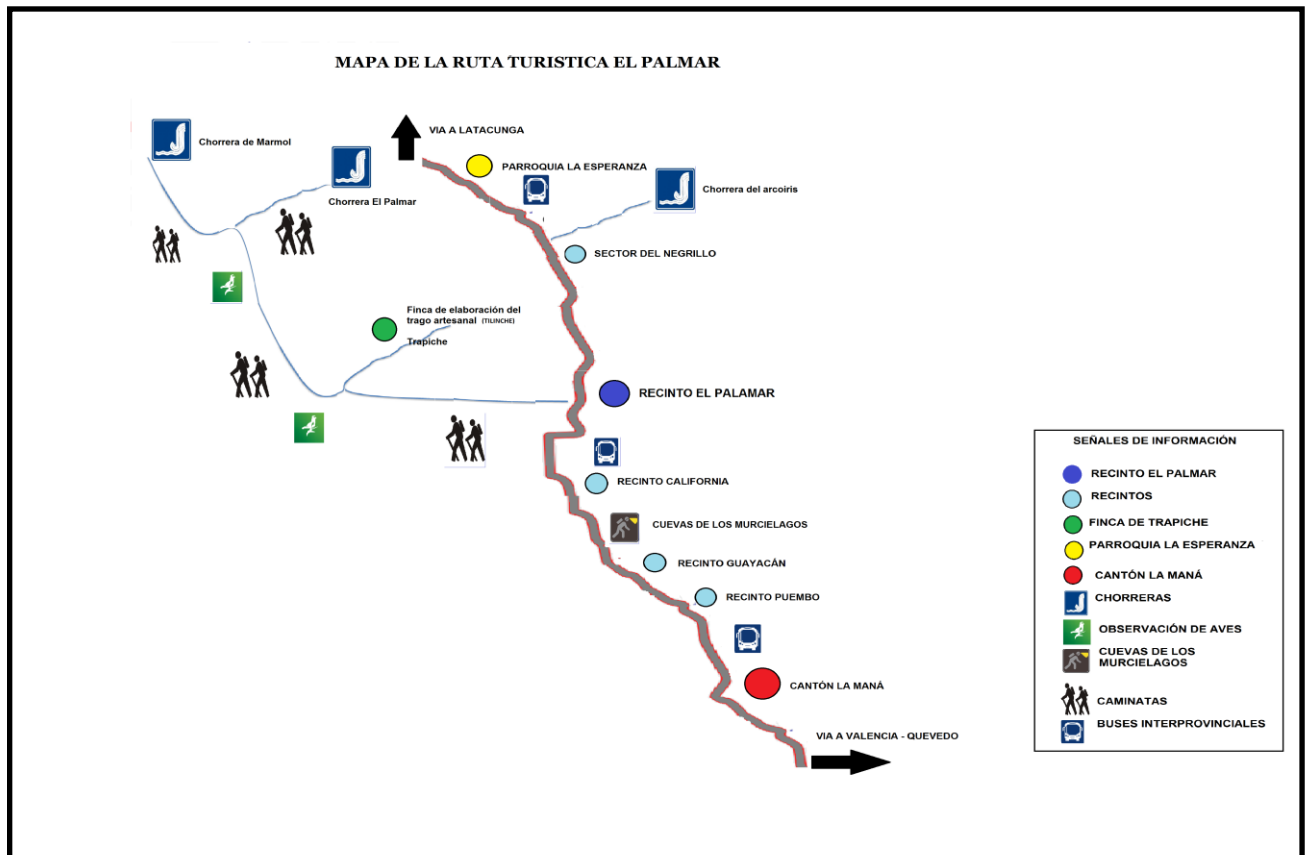 MAPA DE LA RUTA TURISTICA EL PALMAR
VIA A LATACUNGA
Chorrera de Marmol
PARROQUIA LA ESPERANZA
Chorrera del arcoiris
Chorrera El Palmar
SECTOR DEL NEGRILLO
Finca de elaboración del
trago artesanal (TILINCHE)
Trapiche
RECINTO EL PALAMAR
RECINTO CALIFORNIA
CUEVAS DE LOS MURCIELAGOS
RECINTO GUAYACÁN
RECINTO PUEMBO
CANTÓN LA MANÁ
VIA A VALENCIA - QUEVEDO
SEÑALES DE INFORMACIÓN
RECINTO EL PALMAR
RECINTOS
FINCA DE TRAPICHE
PARROQUIA LA ESPERANZA
CANTÓN LA MANÁ
CHORRERAS
OBSERVACIÓN DE AVES
CUEVAS DE LOS
MURCIELAGOS
CAMINATAS
BUSES INTERPROVINCIALES